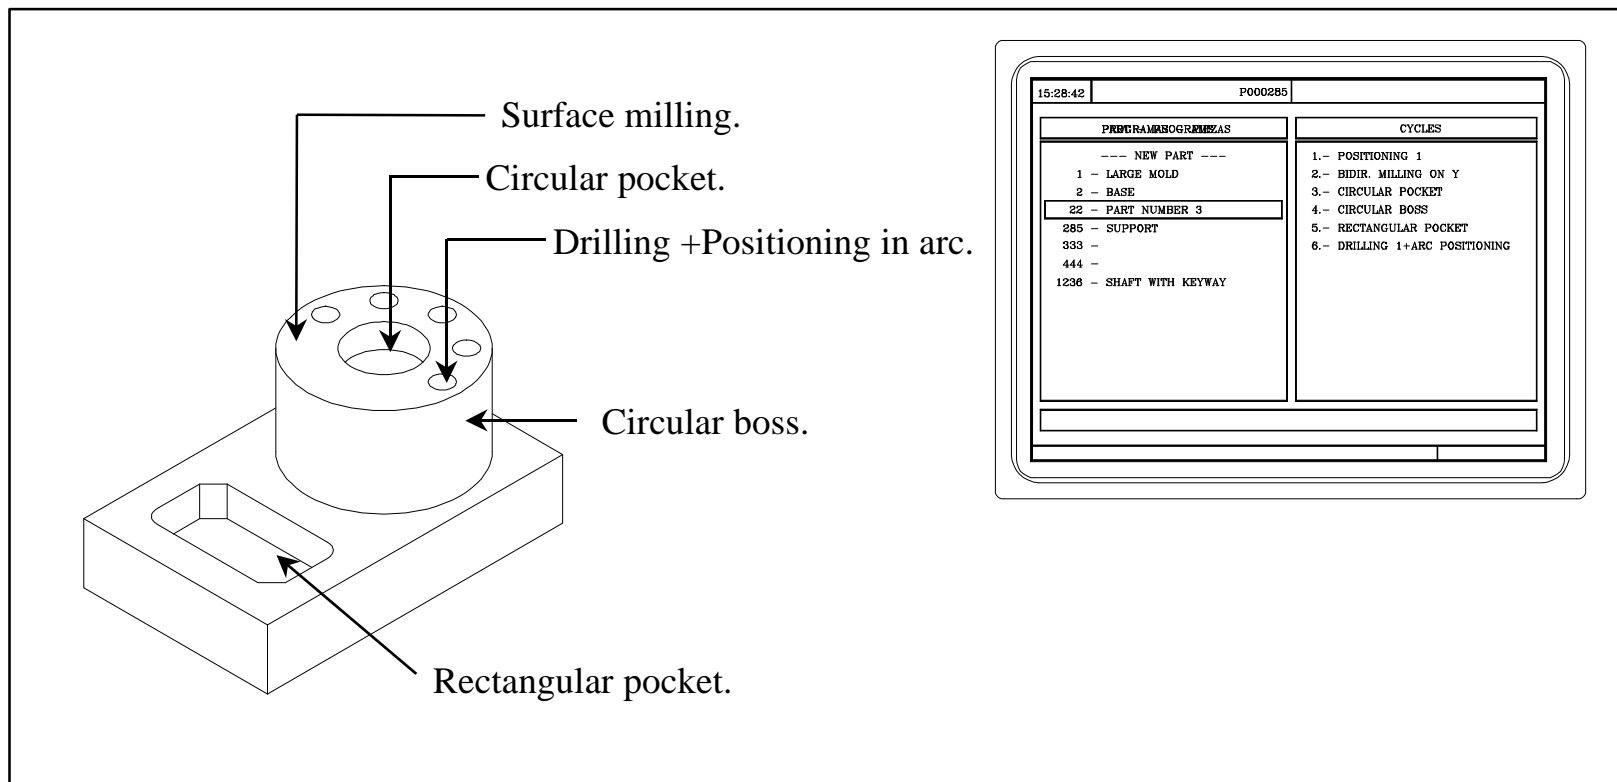 Surface milling.
Circular pocket.
Drilling +Positioning in arc.
Circular boss.
Rectangular pocket.
15:28:42 P000285
CYCLES
--- NEW PART ---
1 - LARGE MOLD
2 - BASE
22 - PART NUMBER 3
285 - SUPPORT
333 -
444 -
1236 - SHAFT WITH KEYWAY
1.- POSITIONING 1
2.- BIDIR. MILLING ON Y
3.- CIRCULAR POCKET
4.- CIRCULAR BOSS
5.- RECTANGULAR POCKET
6.- DRILLING 1+ARC POSITIONING